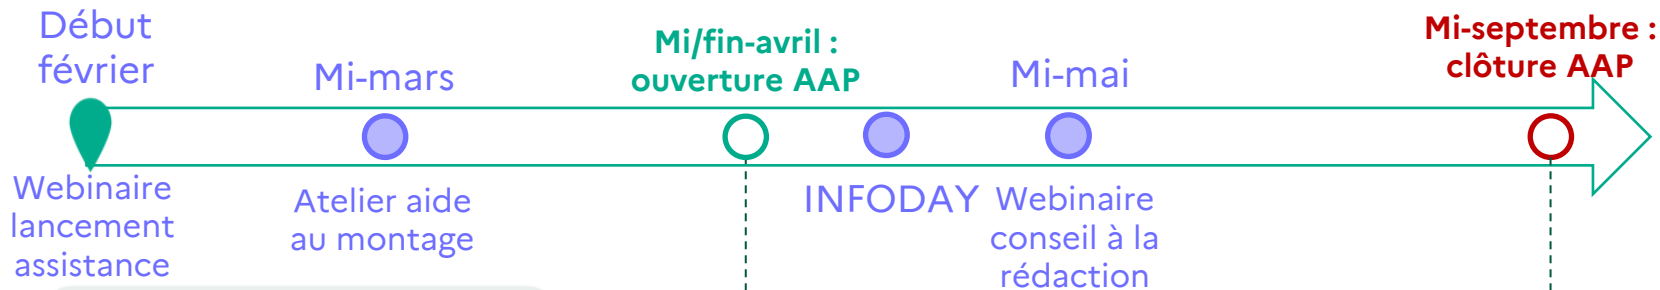 Début
février
Mi-mars
Mi/fin-avril :
ouverture AAP
Mi-mai
Mi-septembre :
clôture AAP
Webinaire
lancement
assistance
Atelier aide
au montage
INFODAY
Webinaire
conseil à la
rédaction